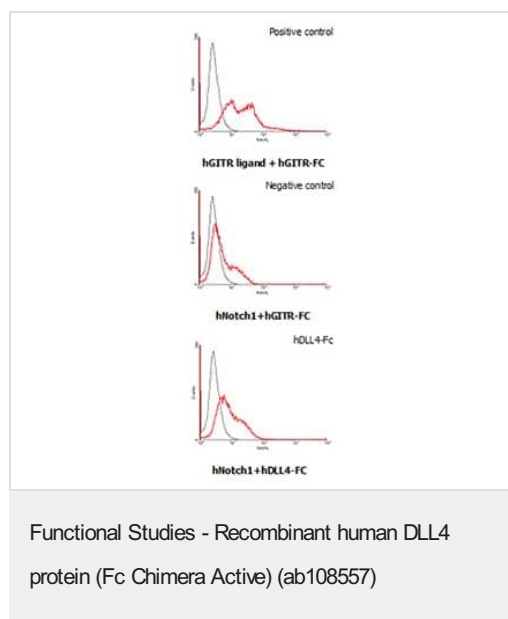 Positive control
hGITR ligand + hGITR-FC
Negative control
hNotch1+hGITR-FC
hDLL4-Fc
hNotch1+hDLL4-FC
Functional Studies - Recombinant human DLL4
protein (Fc Chimera Active) (ab108557)